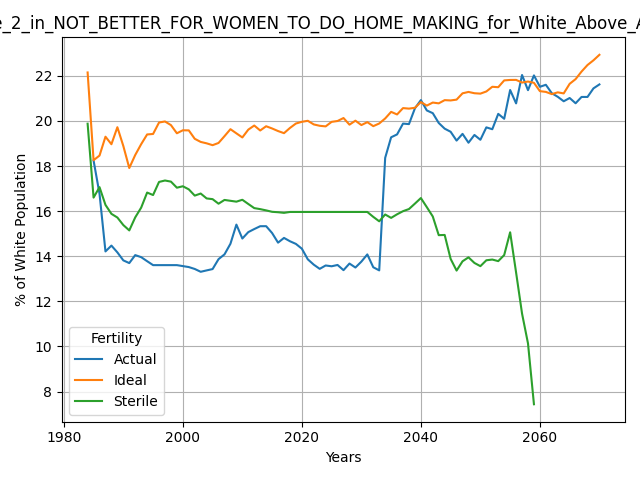 _2_in_NOT_BETTER_FOR_WOMEN_TO_DO_HOME_MAKING_for_White_Above_A
% of White Population
22
20
18
16
14
12
10
8
Fertility
Actual
Ideal
Sterile
1980
2000
2020
2040
2060
Years